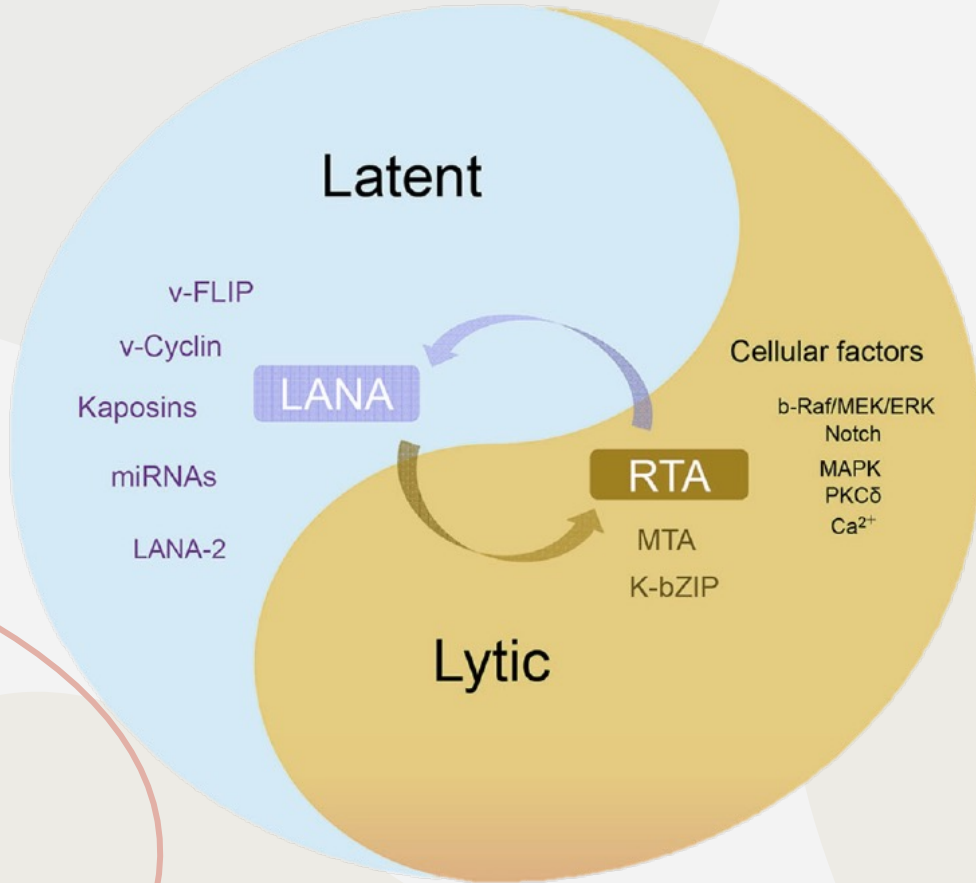 Latent
v-FLIP
v-Cyclin
Kaposins
miRNAs
LANA-2
LANA
Cellular factors
b-Raf/MEK/ERK
Notch
MAPK
PKCδ
Ca²⁺
RTA
MTA
K-bZIP
Lytic